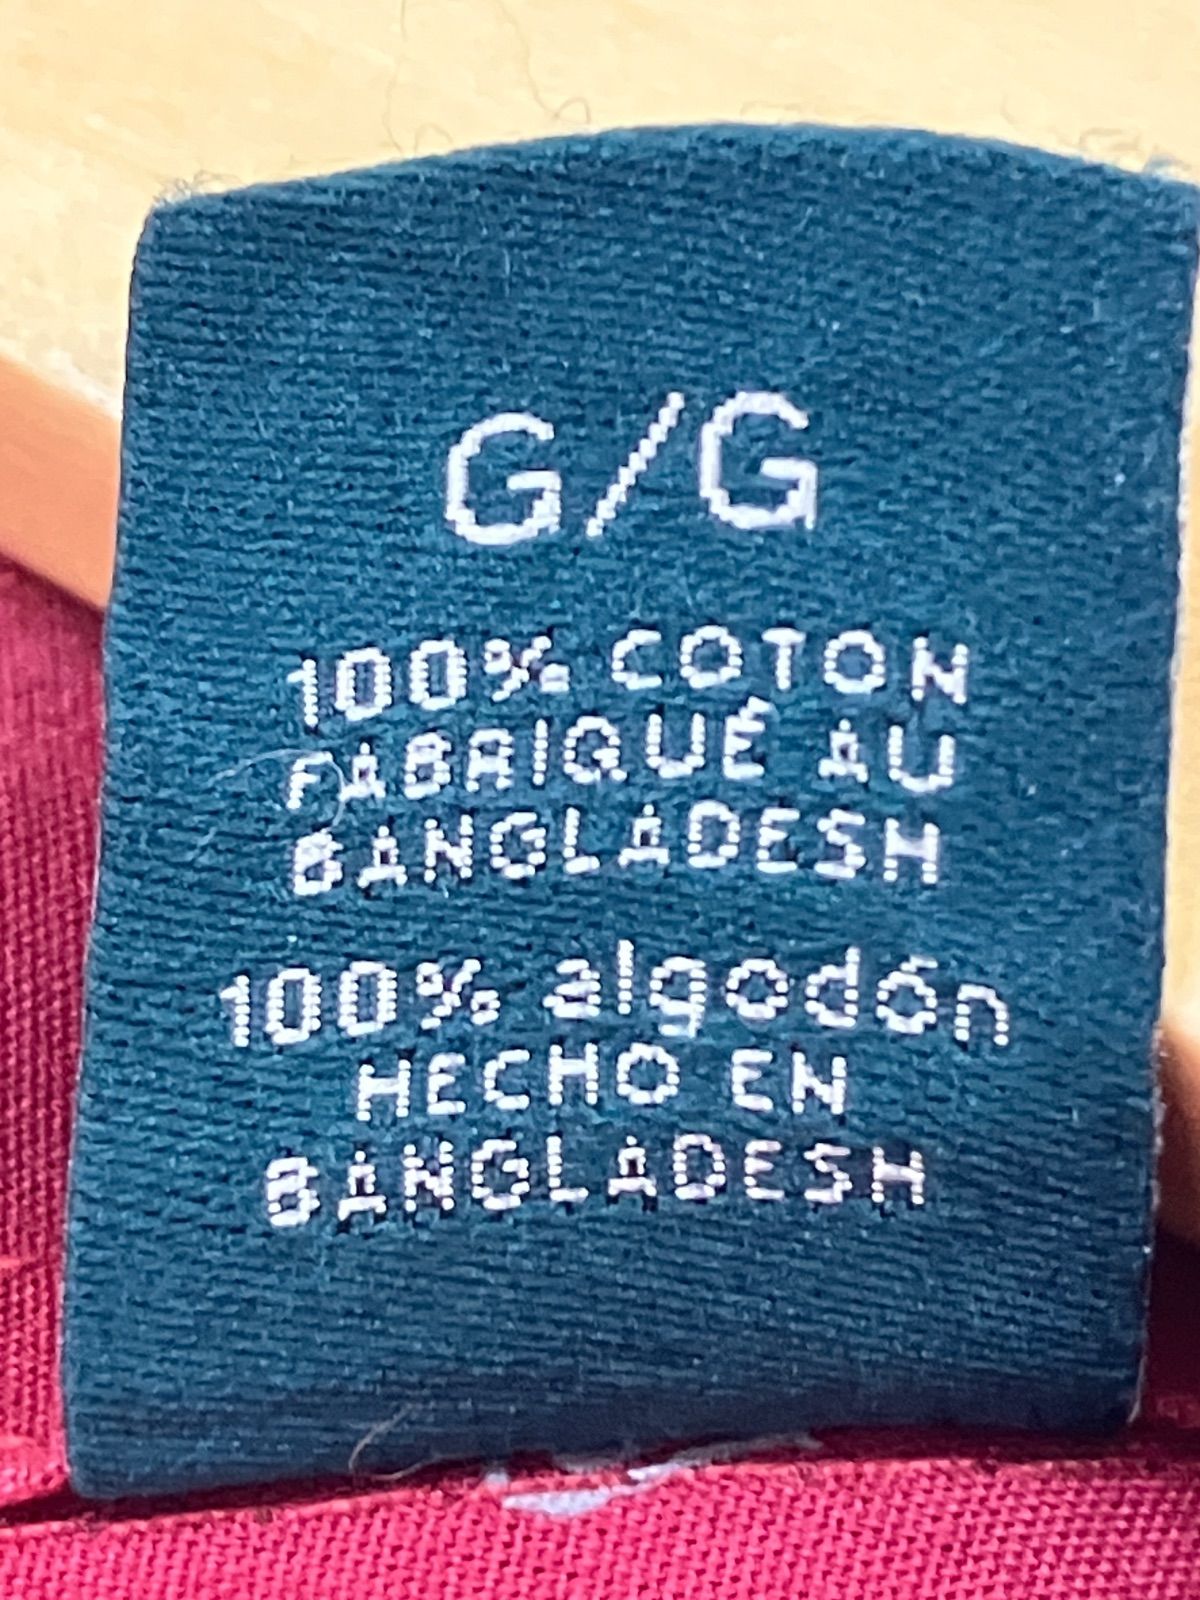 G/G
100% COTON
FABRIQUÉ AU
BANGLADESH
100% algodón
HECHO EN
BANGLADESH